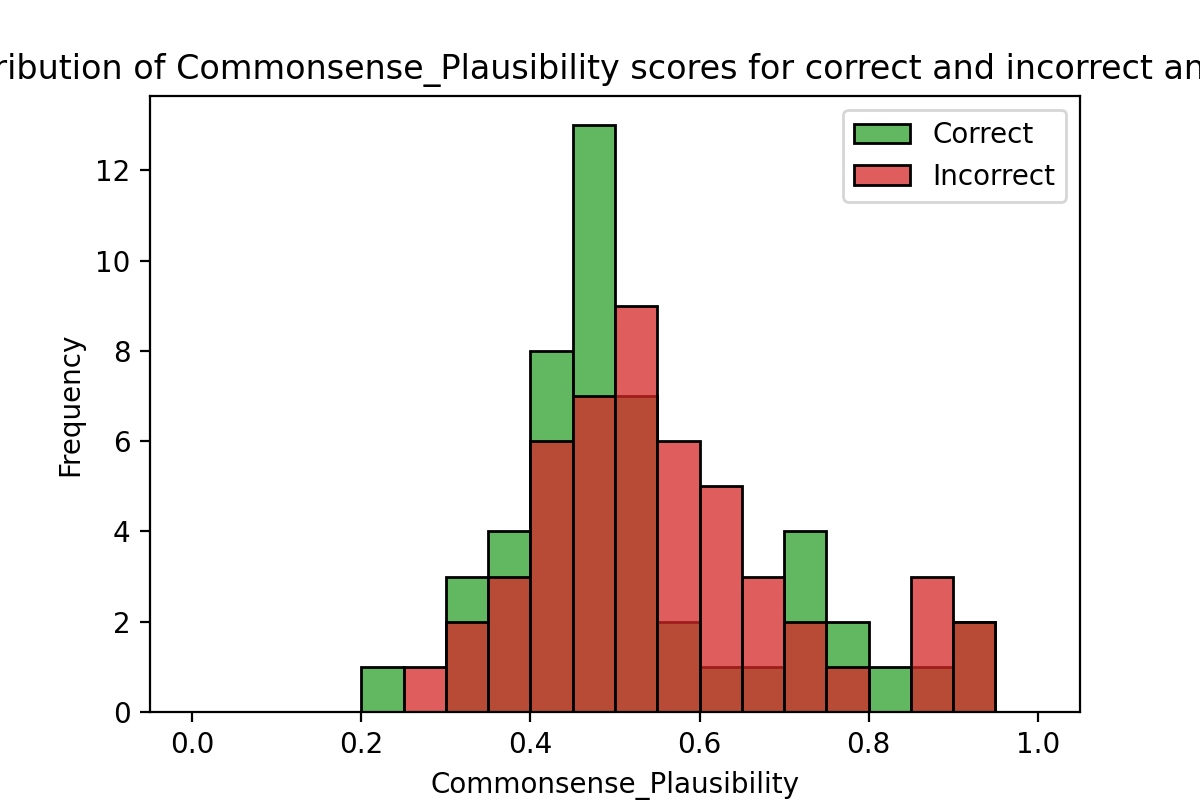 ribution of Commonsense_Plausibility scores for correct and incorrect an
Correct
Incorrect
Frequency
12
10
8
6
4
2
0
0.0 0.2 0.4 0.6 0.8 1.0
Commonsense_Plausibility